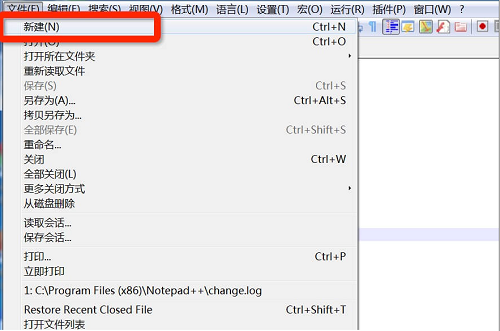 文件(F) 编辑(E) 搜索(S) 视图(V) 格式(M) 语言(L) 设置(T) 宏(O) 运行(R) 插件(P) 窗口(W) ?
新建(N) Ctrl+N
打开(O) Ctrl+O
打开所在文件夹
重新读取文件
保存(S) Ctrl+S
另存为(A)... Ctrl+Alt+S
拷贝另存为...
全部保存(E) Ctrl+Shift+S
重命名...
关闭 Ctrl+W
全部关闭(L)
更多关闭方式
从磁盘删除
读取会话...
保存会话...
打印... Ctrl+P
立即打印
1: C:\Program Files (x86)\Notepad++\change.log
Restore Recent Closed File Ctrl+Shift+T
打开文件列表